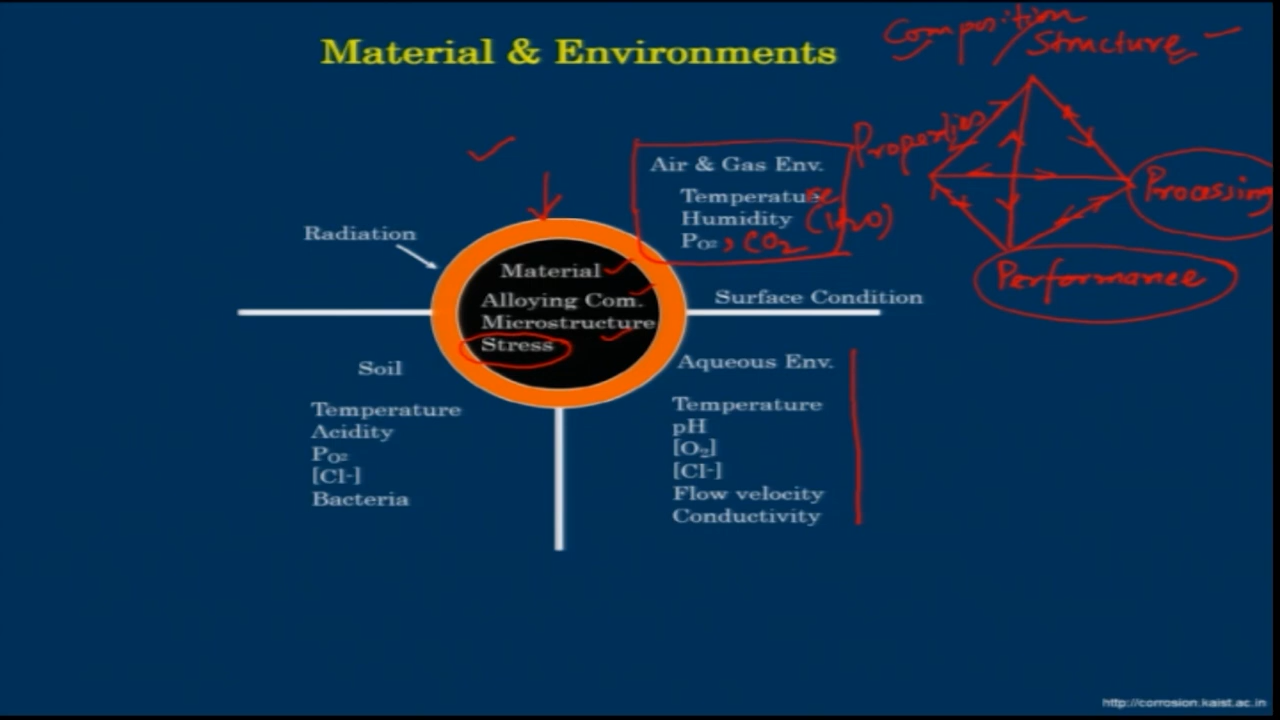 Material & Environments
Composition/
Structure
Properties
Processing
Performance
Air & Gas Env.
Temperature
Humidity (H2O)
PO2, CO2
Radiation
Material
Alloying Com.
Microstructure
Stress
Surface Condition
Soil
Temperature
Acidity
PO2
[Cl-]
Bacteria
Aqueous Env.
Temperature
pH
[O2]
[Cl-]
Flow velocity
Conductivity
http://corrosion.kaist.ac.in